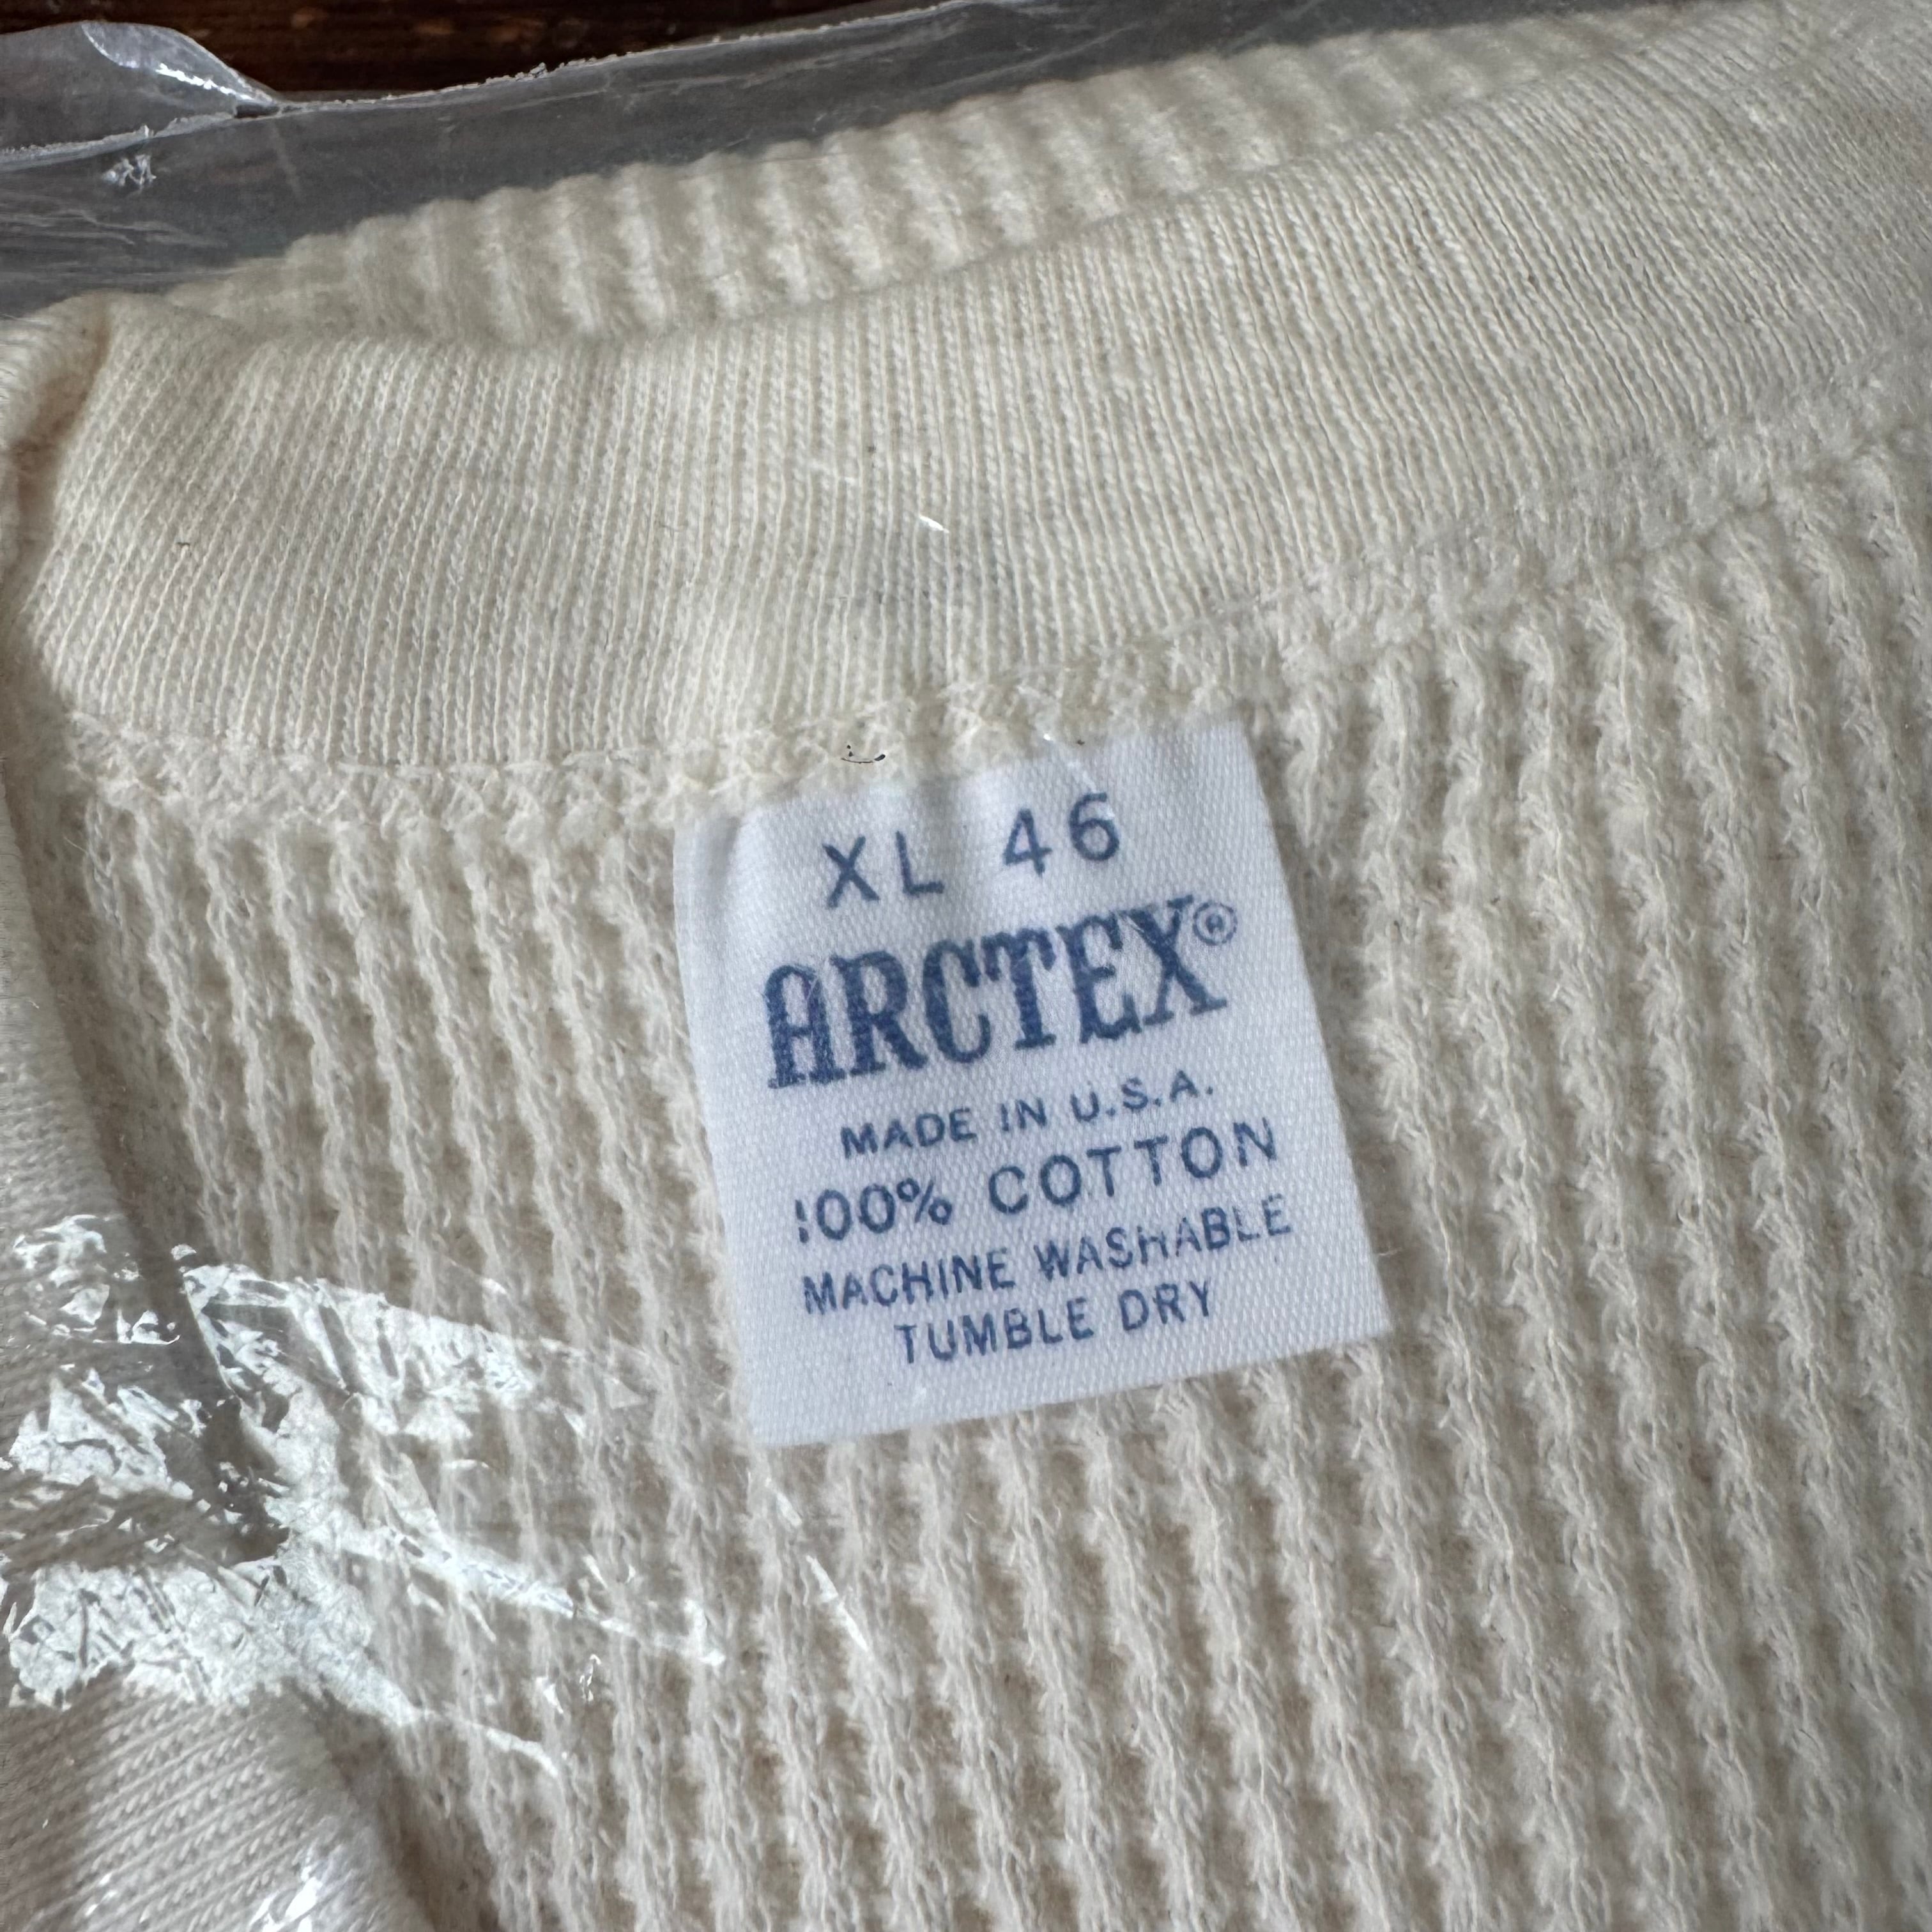 XL 46
ARCTEX®
MADE IN U.S.A.
100% COTTON
MACHINE WASHABLE
TUMBLE DRY